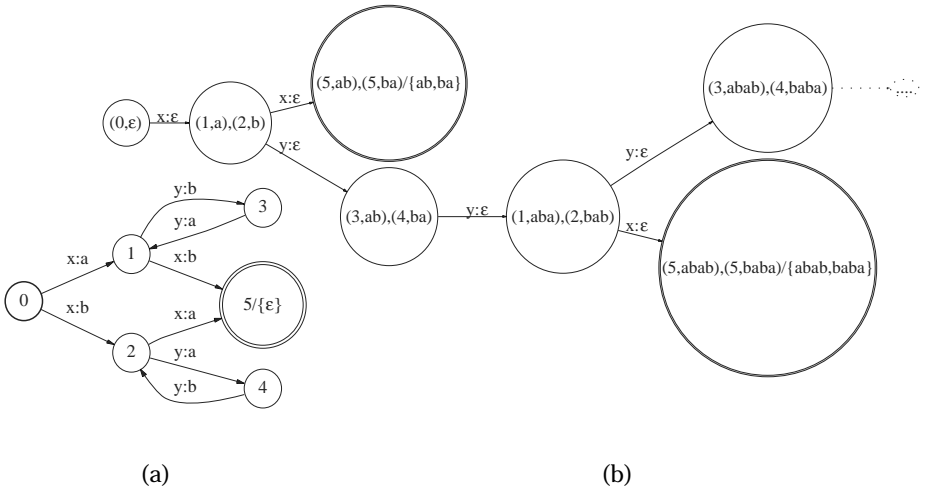 (0,ε)
x:ε
(1,a),(2,b)
x:ε
(5,ab),(5,ba)/{ab,ba}
y:ε
(3,ab),(4,ba)
y:ε
(1,aba),(2,bab)
y:ε
(3,abab),(4,baba)
....
x:ε
(5,abab),(5,baba)/{abab,baba}
0
x:a
1
y:b
3
y:a
x:b
5/{ε}
x:b
2
x:a
y:a
4
y:b
(a)
(b)